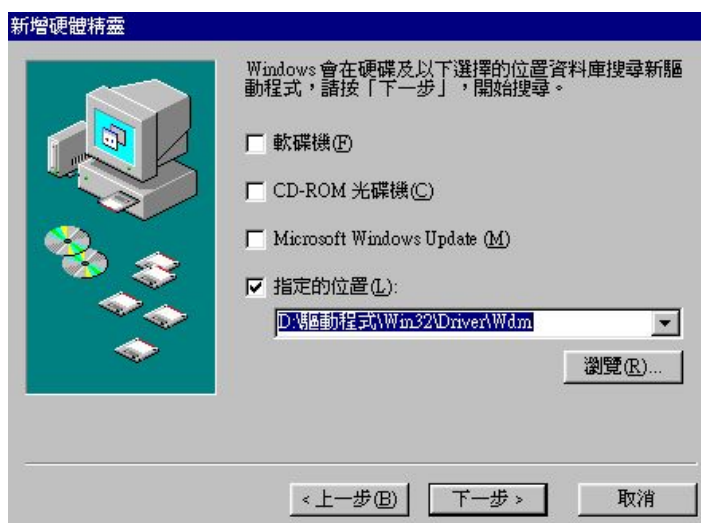 新增硬體精靈
Windows 會在硬碟及以下選擇的位置資料庫搜尋新驅
動程式，請按「下一步」，開始搜尋。
軟碟機(F)
CD-ROM 光碟機(C)
Microsoft Windows Update (M)
指定的位置(L):
D:\驅動程式\Win32\Driver\Wdm
瀏覽(R)...
<上一步(B)
下一步>
取消